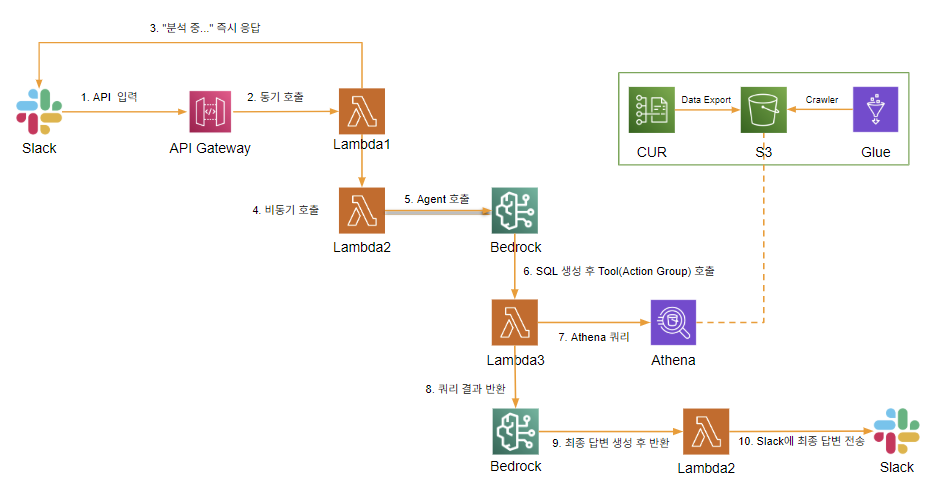 3. "분석 중..." 즉시 응답
1. API 입력
2. 동기 호출
Slack
API Gateway
Lambda1
Data Export
Crawler
CUR
S3
Glue
4. 비동기 호출
5. Agent 호출
Lambda2
Bedrock
6. SQL 생성 후 Tool(Action Group) 호출
7. Athena 쿼리
Lambda3
Athena
8. 쿼리 결과 반환
9. 최종 답변 생성 후 반환
10. Slack에 최종 답변 전송
Bedrock
Lambda2
Slack